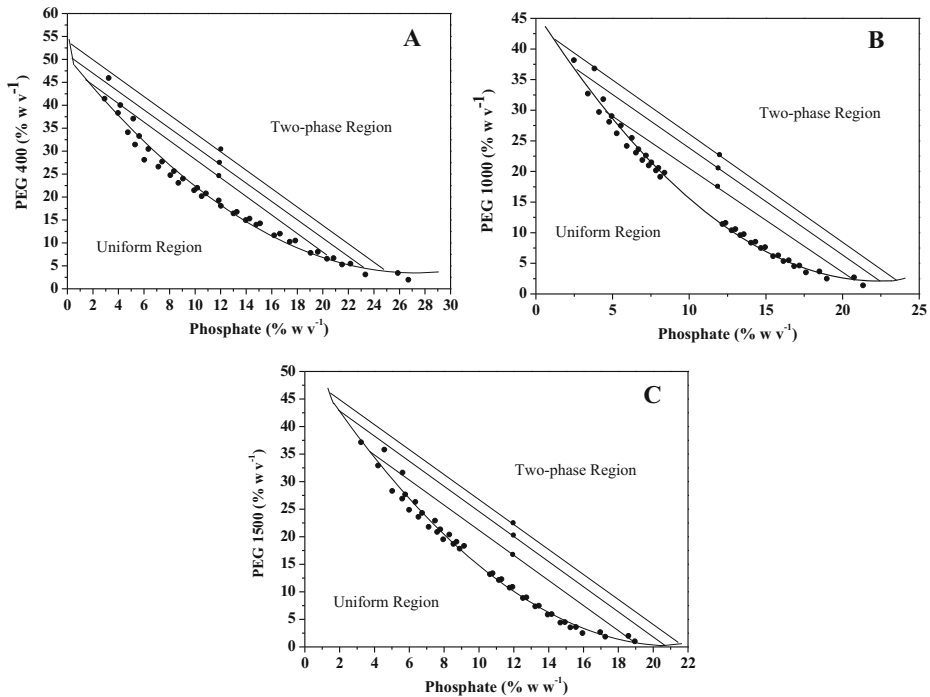 A
PEG 400 (% w v⁻¹)
60
55
50
45
40
35
30
25
20
15
10
5
0
Two-phase Region
Uniform Region
0 2 4 6 8 10 12 14 16 18 20 22 24 26 28 30
Phosphate (% w v⁻¹)
B
PEG 1000 (% w v⁻¹)
45
40
35
30
25
20
15
10
5
0
Two-phase Region
Uniform Region
0 5 10 15 20 25
Phosphate (% w v⁻¹)
C
PEG 1500 (% w v⁻¹)
50
45
40
35
30
25
20
15
10
5
0
Two-phase Region
Uniform Region
0 2 4 6 8 10 12 14 16 18 20 22
Phosphate (% w w⁻¹)